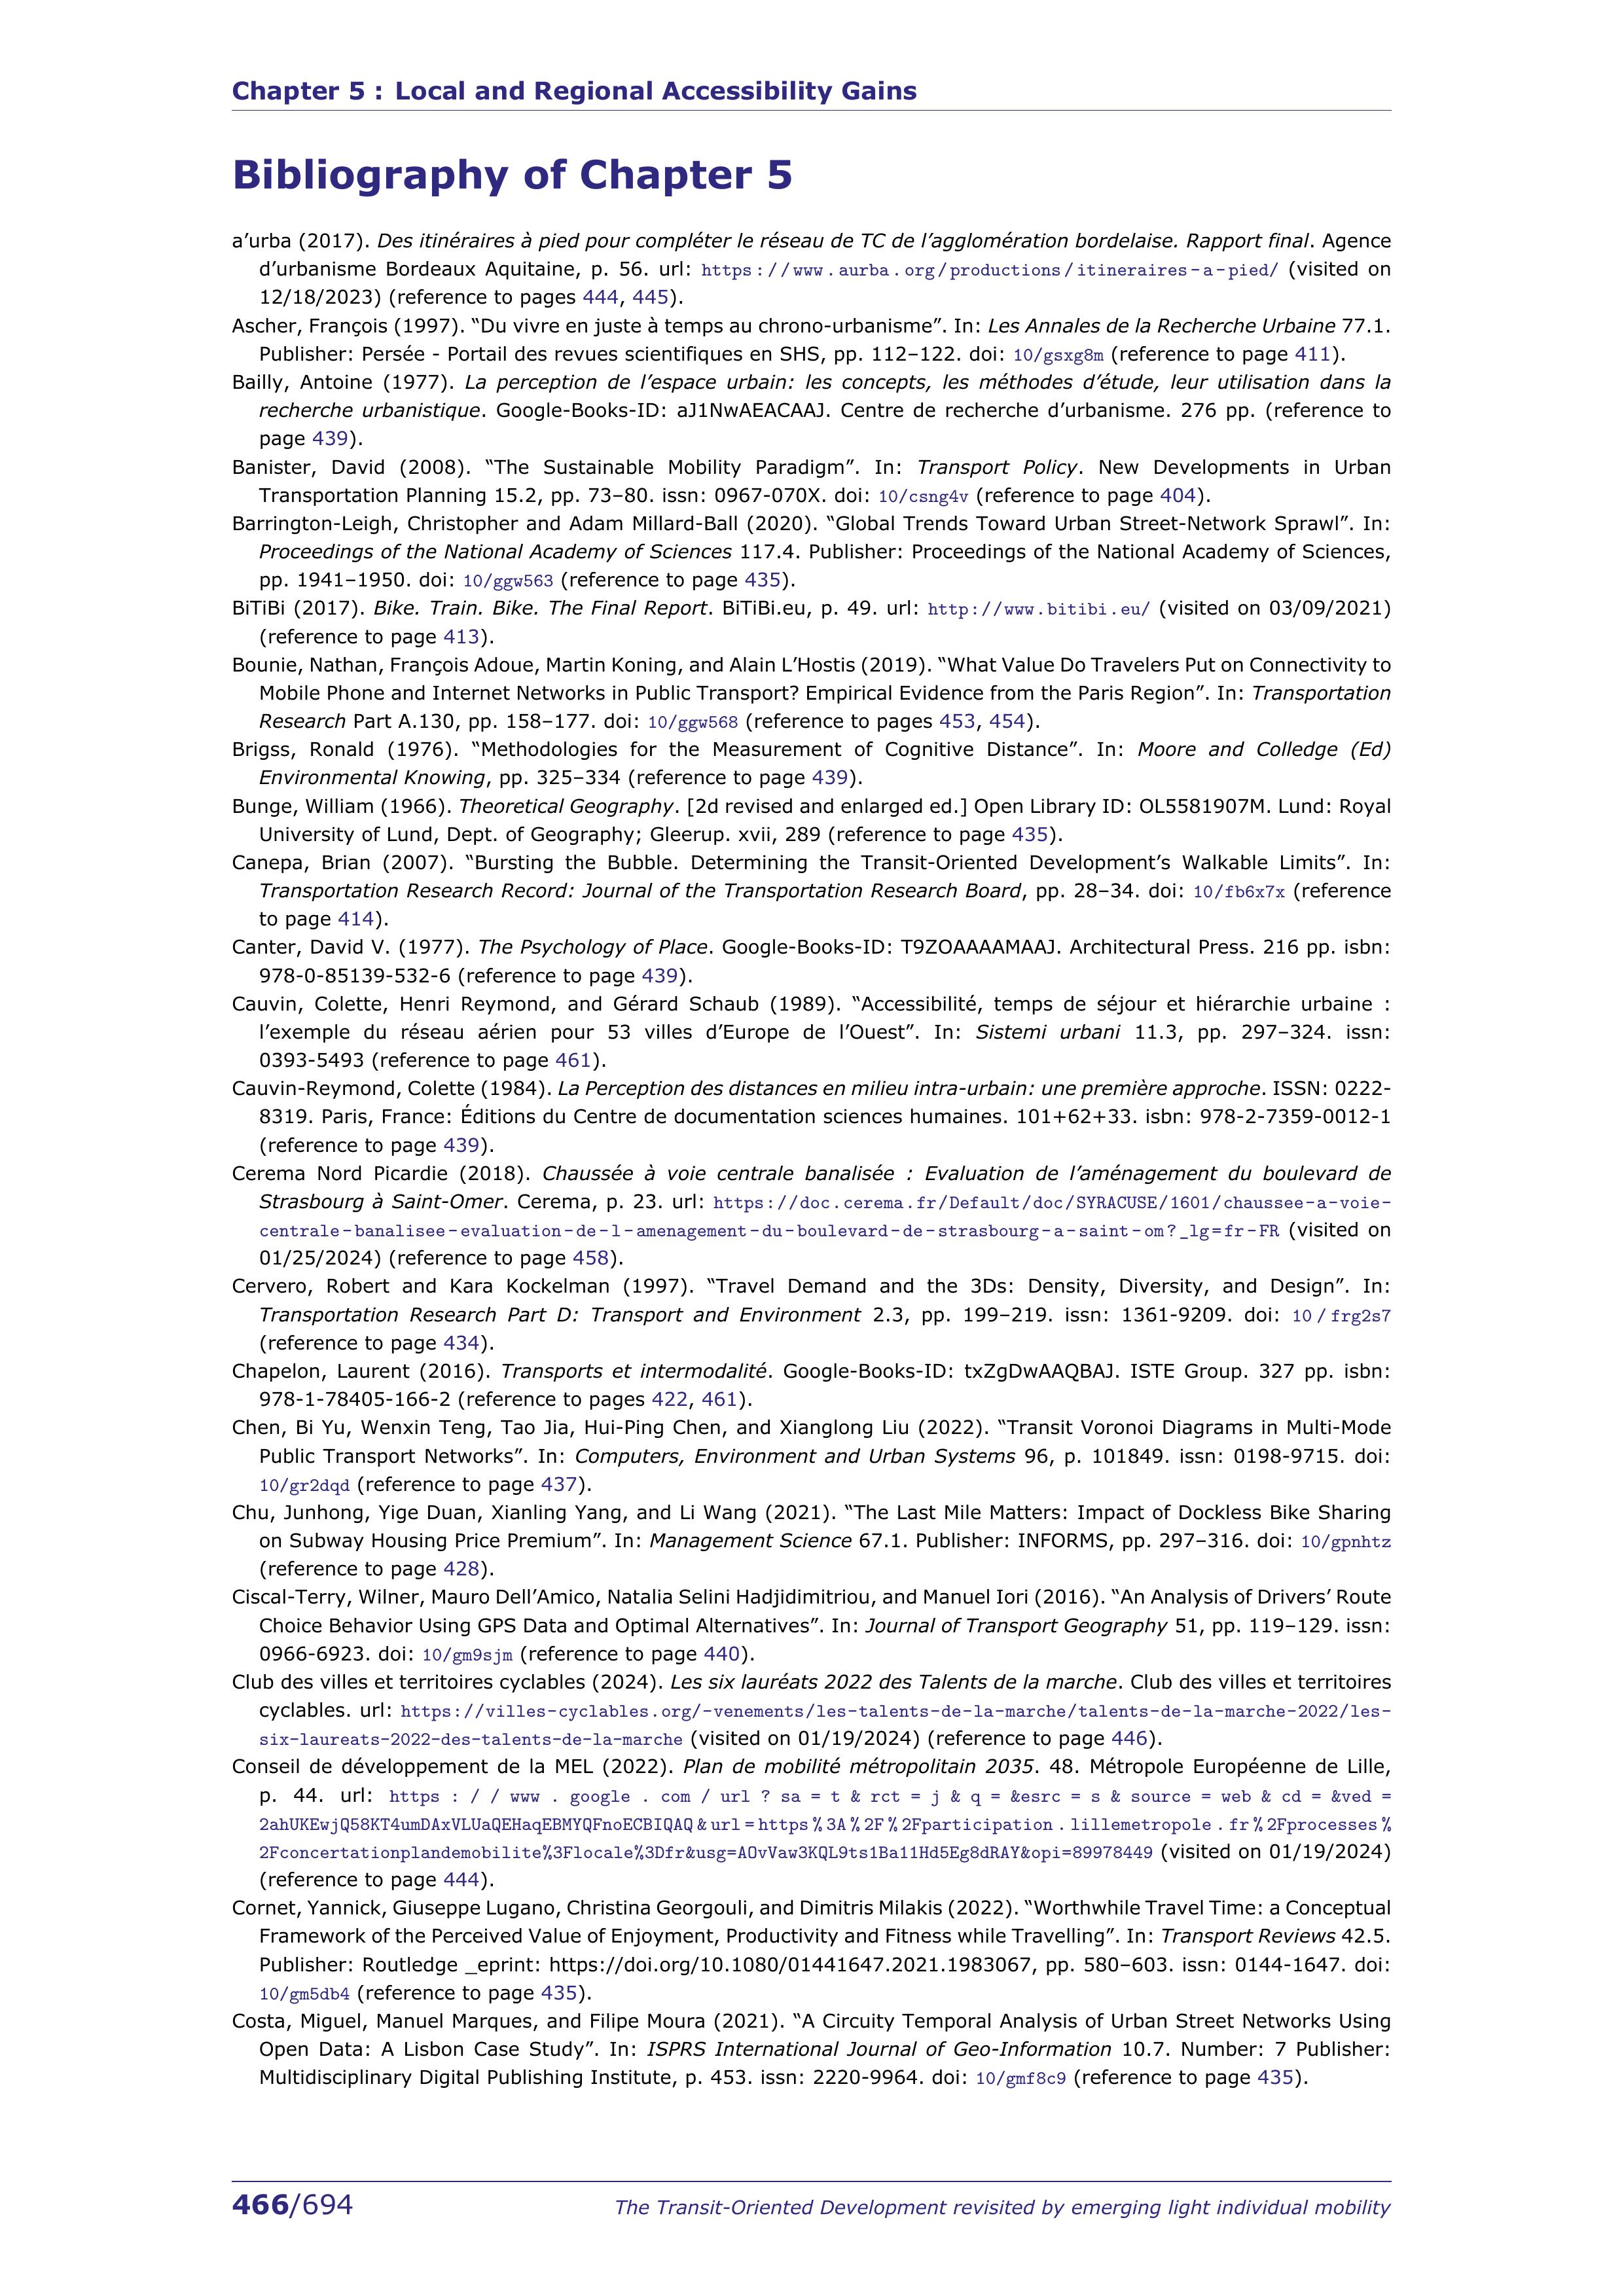 Chapter 5 : Local and Regional Accessibility Gains
Bibliography of Chapter 5
a’urba (2017). Des itinéraires à pied pour compléter le réseau de TC de l’agglomération bordelaise. Rapport final. Agence
d’urbanisme Bordeaux Aquitaine, p. 56. url: https://www.aurba.org/productions/itineraires-a-pied/ (visited on
12/18/2023) (reference to pages 444, 445).
Ascher, François (1997). “Du vivre en juste à temps au chrono-urbanisme”. In: Les Annales de la Recherche Urbaine 77.1.
Publisher: Persée - Portail des revues scientifiques en SHS, pp. 112–122. doi: 10/gsxg8m (reference to page 411).
Bailly, Antoine (1977). La perception de l’espace urbain: les concepts, les méthodes d’étude, leur utilisation dans la
recherche urbanistique. Google-Books-ID: aJ1NwAEACAAJ. Centre de recherche d’urbanisme. 276 pp. (reference to
page 439).
Banister, David (2008). “The Sustainable Mobility Paradigm”. In: Transport Policy. New Developments in Urban
Transportation Planning 15.2, pp. 73–80. issn: 0967-070X. doi: 10/csng4v (reference to page 404).
Barrington-Leigh, Christopher and Adam Millard-Ball (2020). “Global Trends Toward Urban Street-Network Sprawl”. In:
Proceedings of the National Academy of Sciences 117.4. Publisher: Proceedings of the National Academy of Sciences,
pp. 1941–1950. doi: 10/ggw563 (reference to page 435).
BiTiBi (2017). Bike. Train. Bike. The Final Report. BiTiBi.eu, p. 49. url: http://www.bitibi.eu/ (visited on 03/09/2021)
(reference to page 413).
Bounie, Nathan, François Adoue, Martin Koning, and Alain L’Hostis (2019). “What Value Do Travelers Put on Connectivity to
Mobile Phone and Internet Networks in Public Transport? Empirical Evidence from the Paris Region”. In: Transportation
Research Part A.130, pp. 158–177. doi: 10/ggw568 (reference to pages 453, 454).
Brigss, Ronald (1976). “Methodologies for the Measurement of Cognitive Distance”. In: Moore and Colledge (Ed)
Environmental Knowing, pp. 325–334 (reference to page 439).
Bunge, William (1966). Theoretical Geography. [2d revised and enlarged ed.] Open Library ID: OL5581907M. Lund: Royal
University of Lund, Dept. of Geography; Gleerup. xvii, 289 (reference to page 435).
Canepa, Brian (2007). “Bursting the Bubble. Determining the Transit-Oriented Development’s Walkable Limits”. In:
Transportation Research Record: Journal of the Transportation Research Board, pp. 28–34. doi: 10/fb6x7x (reference
to page 414).
Canter, David V. (1977). The Psychology of Place. Google-Books-ID: T9ZOAAAAMAAJ. Architectural Press. 216 pp. isbn:
978-0-85139-532-6 (reference to page 439).
Cauvin, Colette, Henri Reymond, and Gérard Schaub (1989). “Accessibilité, temps de séjour et hiérarchie urbaine :
l’exemple du réseau aérien pour 53 villes d’Europe de l’Ouest”. In: Sistemi urbani 11.3, pp. 297–324. issn:
0393-5493 (reference to page 461).
Cauvin-Reymond, Colette (1984). La Perception des distances en milieu intra-urbain: une première approche. ISSN: 0222-
8319. Paris, France: Éditions du Centre de documentation sciences humaines. 101+62+33. isbn: 978-2-7359-0012-1
(reference to page 439).
Cerema Nord Picardie (2018). Chaussée à voie centrale banalisée : Evaluation de l’aménagement du boulevard de
Strasbourg à Saint-Omer. Cerema, p. 23. url: https://doc.cerema.fr/Default/doc/SYRACUSE/1601/chaussee-a-voie-
centrale-banalisee-evaluation-de-l-amenagement-du-boulevard-de-strasbourg-a-saint-om?_lg=fr-FR (visited on
01/25/2024) (reference to page 458).
Cervero, Robert and Kara Kockelman (1997). “Travel Demand and the 3Ds: Density, Diversity, and Design”. In:
Transportation Research Part D: Transport and Environment 2.3, pp. 199–219. issn: 1361-9209. doi: 10/frg2s7
(reference to page 434).
Chapelon, Laurent (2016). Transports et intermodalité. Google-Books-ID: txZgDwAAQBAJ. ISTE Group. 327 pp. isbn:
978-1-78405-166-2 (reference to pages 422, 461).
Chen, Bi Yu, Wenxin Teng, Tao Jia, Hui-Ping Chen, and Xianglong Liu (2022). “Transit Voronoi Diagrams in Multi-Mode
Public Transport Networks”. In: Computers, Environment and Urban Systems 96, p. 101849. issn: 0198-9715. doi:
10/gr2dqd (reference to page 437).
Chu, Junhong, Yige Duan, Xianling Yang, and Li Wang (2021). “The Last Mile Matters: Impact of Dockless Bike Sharing
on Subway Housing Price Premium”. In: Management Science 67.1. Publisher: INFORMS, pp. 297–316. doi: 10/gpnhtz
(reference to page 428).
Ciscal-Terry, Wilner, Mauro Dell’Amico, Natalia Selini Hadjidimitriou, and Manuel Iori (2016). “An Analysis of Drivers’ Route
Choice Behavior Using GPS Data and Optimal Alternatives”. In: Journal of Transport Geography 51, pp. 119–129. issn:
0966-6923. doi: 10/gm9sjm (reference to page 440).
Club des villes et territoires cyclables (2024). Les six lauréats 2022 des Talents de la marche. Club des villes et territoires
cyclables. url: https://villes-cyclables.org/-venements/les-talents-de-la-marche/talents-de-la-marche-2022/les-
six-laureats-2022-des-talents-de-la-marche (visited on 01/19/2024) (reference to page 446).
Conseil de développement de la MEL (2022). Plan de mobilité métropolitain 2035. 48. Métropole Européenne de Lille,
p. 44. url: https : / / www . google . com / url ? sa = t & rct = j & q = &esrc = s & source = web & cd = &ved =
2ahUKEwjQ58KT4umDAxVLUaQEHaqEBMYQFnoECBIQAQ&url=https%3A%2F%2Fparticipation.lillemetropole.fr%2Fprocesses%
2Fconcertationplandemobilite%3Flocale%3Dfr&usg=AOvVaw3KQL9ts1Ba11Hd5Eg8dRAY&opi=89978449 (visited on 01/19/2024)
(reference to page 444).
Cornet, Yannick, Giuseppe Lugano, Christina Georgouli, and Dimitris Milakis (2022). “Worthwhile Travel Time: a Conceptual
Framework of the Perceived Value of Enjoyment, Productivity and Fitness while Travelling”. In: Transport Reviews 42.5.
Publisher: Routledge _eprint: https://doi.org/10.1080/01441647.2021.1983067, pp. 580–603. issn: 0144-1647. doi:
10/gm5db4 (reference to page 435).
Costa, Miguel, Manuel Marques, and Filipe Moura (2021). “A Circuity Temporal Analysis of Urban Street Networks Using
Open Data: A Lisbon Case Study”. In: ISPRS International Journal of Geo-Information 10.7. Number: 7 Publisher:
Multidisciplinary Digital Publishing Institute, p. 453. issn: 2220-9964. doi: 10/gmf8c9 (reference to page 435).
466/694
The Transit-Oriented Development revisited by emerging light individual mobility